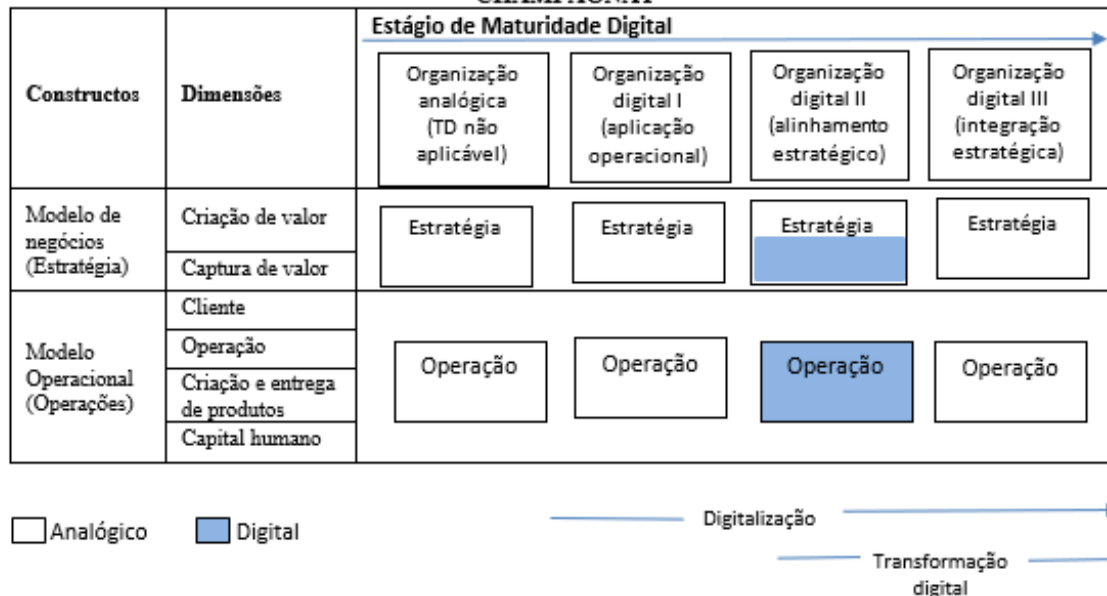 Estágio de Maturidade Digital
Constructos
Dimensões
Organização
analógica
(TD não
aplicável)
Organização
digital I
(aplicação
operacional)
Organização
digital II
(alinhamento
estratégico)
Organização
digital III
(integração
estratégica)
Modelo de
negócios
(Estratégia)
Criação de valor
Captura de valor
Estratégia
Estratégia
Estratégia
Estratégia
Modelo
Operacional
(Operações)
Cliente
Operação
Criação e entrega
de produtos
Capital humano
Operação
Operação
Operação
Operação
Analógico
Digital
Digitalização
Transformação
digital